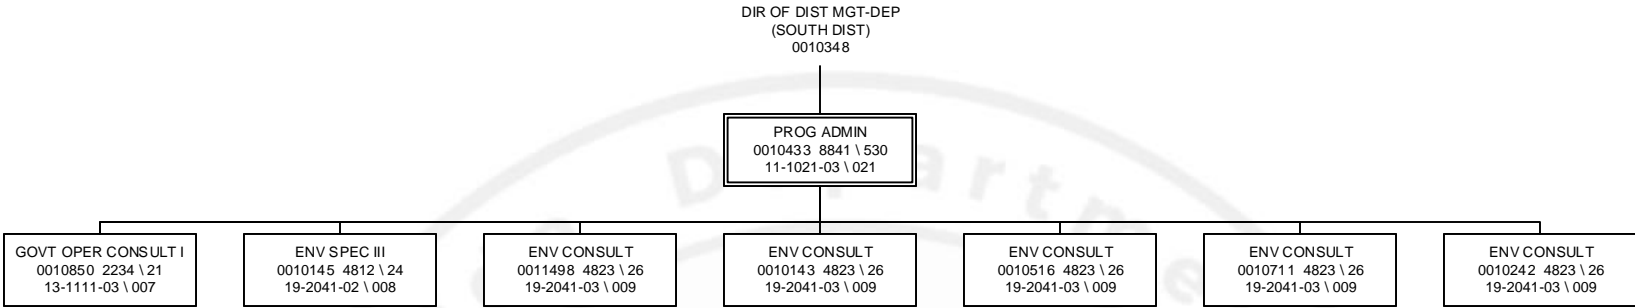 DIR OF DIST MGT-DEP
(SOUTH DIST)
0010348
PROG ADMIN
0010433 8841 \ 530
11-1021-03 \ 021
GOVT OPER CONSULT I
0010850 2234 \ 21
13-1111-03 \ 007
ENV SPEC III
0010145 4812 \ 24
19-2041-02 \ 008
ENV CONSULT
0011498 4823 \ 26
19-2041-03 \ 009
ENV CONSULT
0010143 4823 \ 26
19-2041-03 \ 009
ENV CONSULT
0010516 4823 \ 26
19-2041-03 \ 009
ENV CONSULT
0010711 4823 \ 26
19-2041-03 \ 009
ENV CONSULT
0010242 4823 \ 26
19-2041-03 \ 009